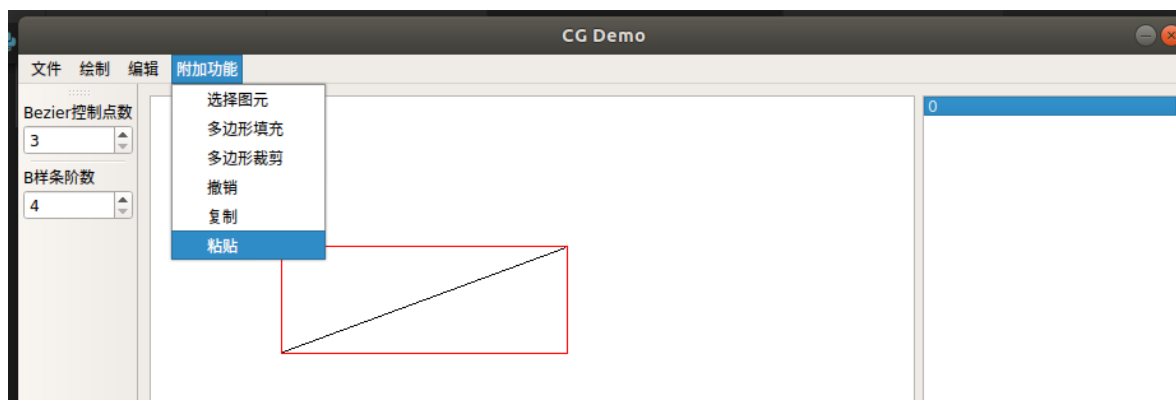 CG Demo
文件 绘制 编辑 附加功能
选择图元
多边形填充
多边形裁剪
撤销
复制
粘贴
Bezier控制点数
3
B样条阶数
4
0